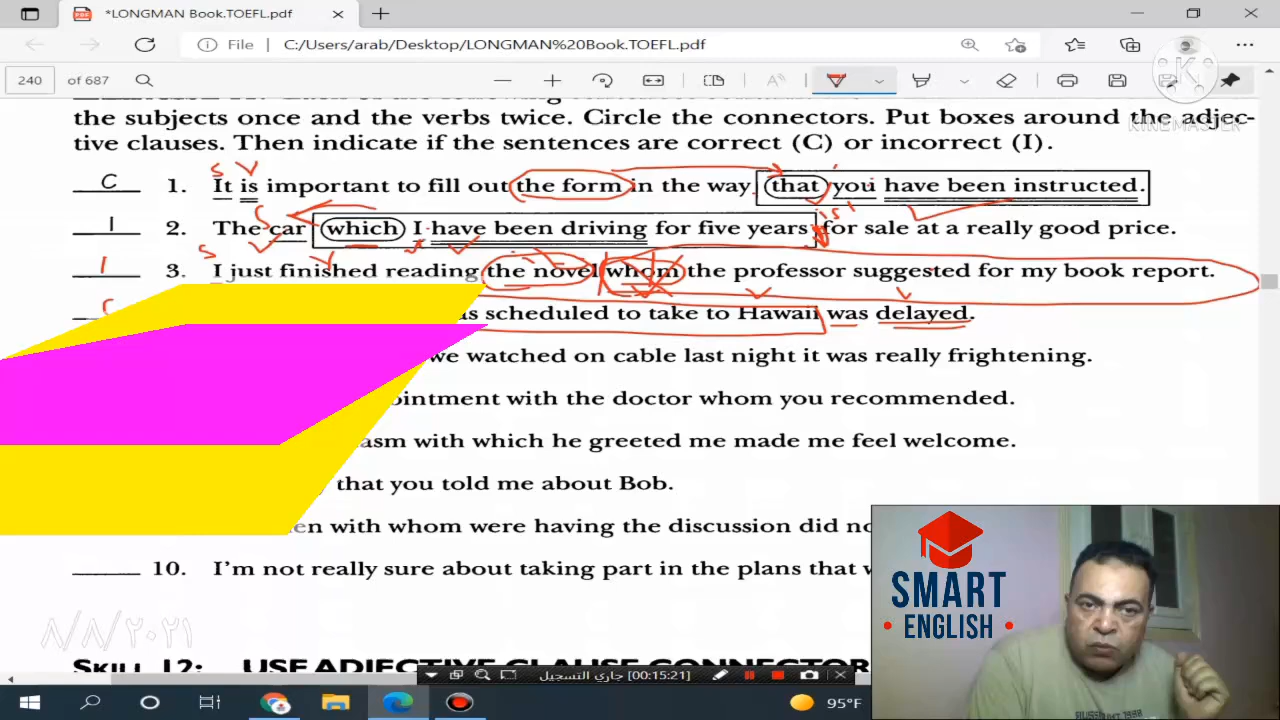 *LONGMAN Book.TOEFL.pdf
File C:/Users/arab/Desktop/LONGMAN%20Book.TOEFL.pdf
240 of 687
KINEMASTER
the subjects once and the verbs twice. Circle the connectors. Put boxes around the adjec-
tive clauses. Then indicate if the sentences are correct (C) or incorrect (I).
S V
C 1. It is important to fill out the form in the way that you have been instructed.
S is
I 2. The car which I have been driving for five years for sale at a really good price.
S V
I 3. I just finished reading the novel whom the professor suggested for my book report.
scheduled to take to Hawaii was delayed.
we watched on cable last night it was really frightening.
with the doctor whom you recommended.
with which he greeted me made me feel welcome.
that you told me about Bob.
with whom were having the discussion did
10. I'm not really sure about taking part in the plans that
٨/٨/٢٠٢١
SKILL 12: USE ADJECTIVE CLAUSE
SMART
ENGLISH
جاري التسجيل (00:15:21)
95°F